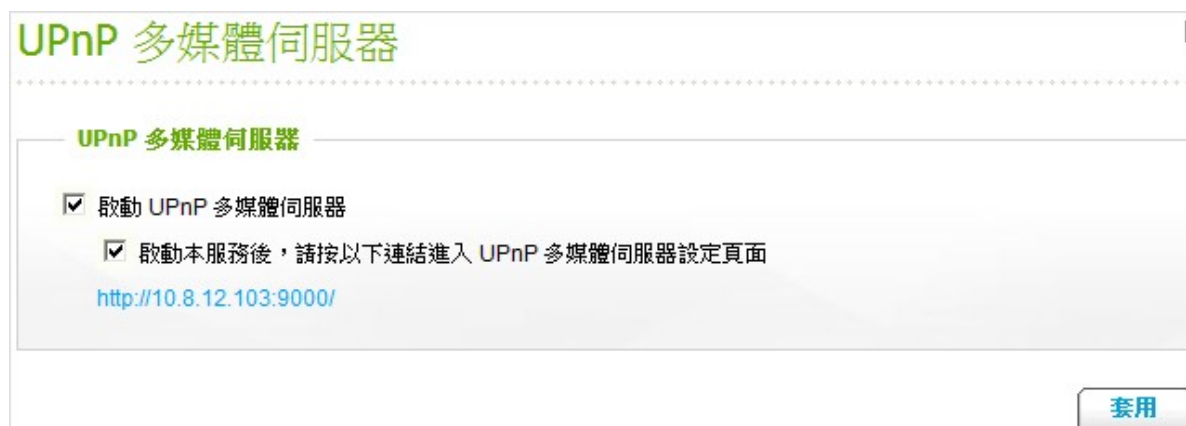 UPnP 多媒體伺服器
UPnP 多媒體伺服器
啟動 UPnP 多媒體伺服器
啟動本服務後，請按以下連結進入 UPnP 多媒體伺服器設定頁面
http://10.8.12.103:9000/
套用